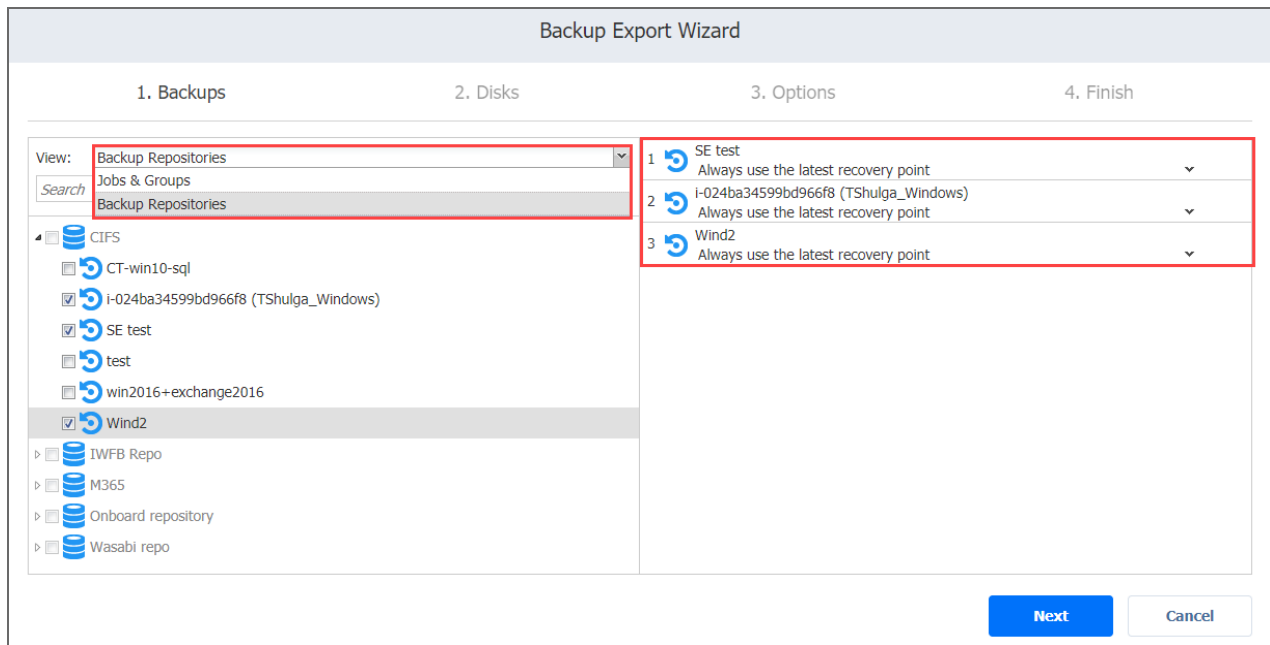 Backup Export Wizard
1. Backups
2. Disks
3. Options
4. Finish
View:
Backup Repositories
Jobs & Groups
Backup Repositories
Search
CIFS
CT-win10-sql
i-024ba34599bd966f8 (TShulga_Windows)
SE test
test
win2016+exchange2016
Wind2
IWFB Repo
M365
Onboard repository
Wasabi repo
1
SE test
Always use the latest recovery point
2
i-024ba34599bd966f8 (TShulga_Windows)
Always use the latest recovery point
3
Wind2
Always use the latest recovery point
Next
Cancel